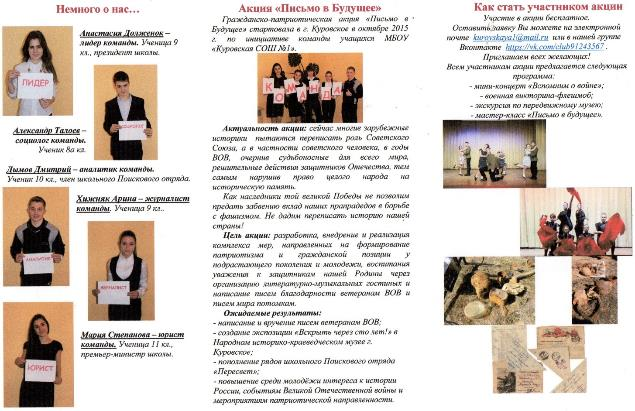 Немного о нас…
Анастасия Долженок –
лидер команды. Ученица 9
кл., президент школы.
ЛИДЕР
Александр Талоев –
социолог команды.
Ученик 8а кл.
СОЦИОЛОГ
Дымов Дмитрий – аналитик команды.
Ученик 10 кл., член школьного Поискового отряда.
АНАЛИТИК
Хижняк Арина – журналист
команды. Ученица 9 кл..
ЖУРНАЛИСТ
Мария Степанова – юрист
команды. Ученица 11 кл.,
премьер-министр школы.
ЮРИСТ
Акция «Письмо в Будущее»
Гражданско-патриотическая акция «Письмо в
Будущее» стартовала в г. Куровское в октябре 2015
г. по инициативе команды учащихся МБОУ
«Куровская СОШ №1».
КОМАНДА
Актуальность акции: сейчас многие зарубежные
историки пытаются переписать роль Советского
Союза, а в частности советского человека, в годы
ВОВ, очернив судьбоносные для всего мира,
решительные действия защитников Отечества, тем
самым нарушив право целого народа на
историческую память.
Как наследники той великой Победы не позволим
предать забвению вклад наших прапрадедов в борьбе
с фашизмом. Не дадим переписать историю нашей
страны!
Цель акции: разработка, внедрение и реализация
комплекса мер, направленных на формирование
патриотизма и гражданской позиции у
подрастающего поколения и молодежи, воспитания
уважения к защитникам нашей Родины через
организацию литературно-музыкальных гостиных и
написание писем благодарности ветеранам ВОВ и
писем мира потомкам.
Ожидаемые результаты:
- написание и вручение писем ветеранам ВОВ;
- создание экспозиции «Вскрыть через сто лет!» в
Народном историко-краеведческом музее г.
Куровское;
- пополнение рядов школьного Поискового отряда
«Пересвет»;
- повышение среди молодёжи интереса к истории
России, событиям Великой Отечественной войны и
мероприятиям патриотической направленности.
Как стать участником акции
Участие в акции бесплатное.
Оставить заявку Вы можете на электронной
почте kurovskaya1@mail.ru или в нашей группе
Вконтакте https://vk.com/club91243567 .
Приглашаем всех желающих!
Всем участникам акции предлагается следующая
программа:
- мини-концерт «Вспомним о войне»;
- военная викторина-флешмоб;
- экскурсия по передвижному музею;
- мастер-класс «Письмо в будущее».